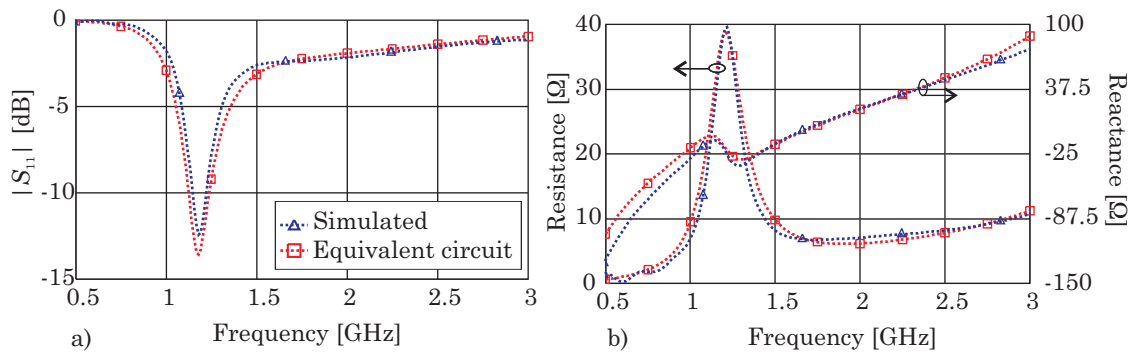 0
-5
-10
-15
|S₁₁| [dB]
Simulated
Equivalent circuit
0.5 1 1.5 2 2.5 3
Frequency [GHz]
a)
40
30
20
10
0
Resistance [Ω]
100
37.5
-25
-87.5
-150
Reactance [Ω]
0.5 1 1.5 2 2.5 3
Frequency [GHz]
b)